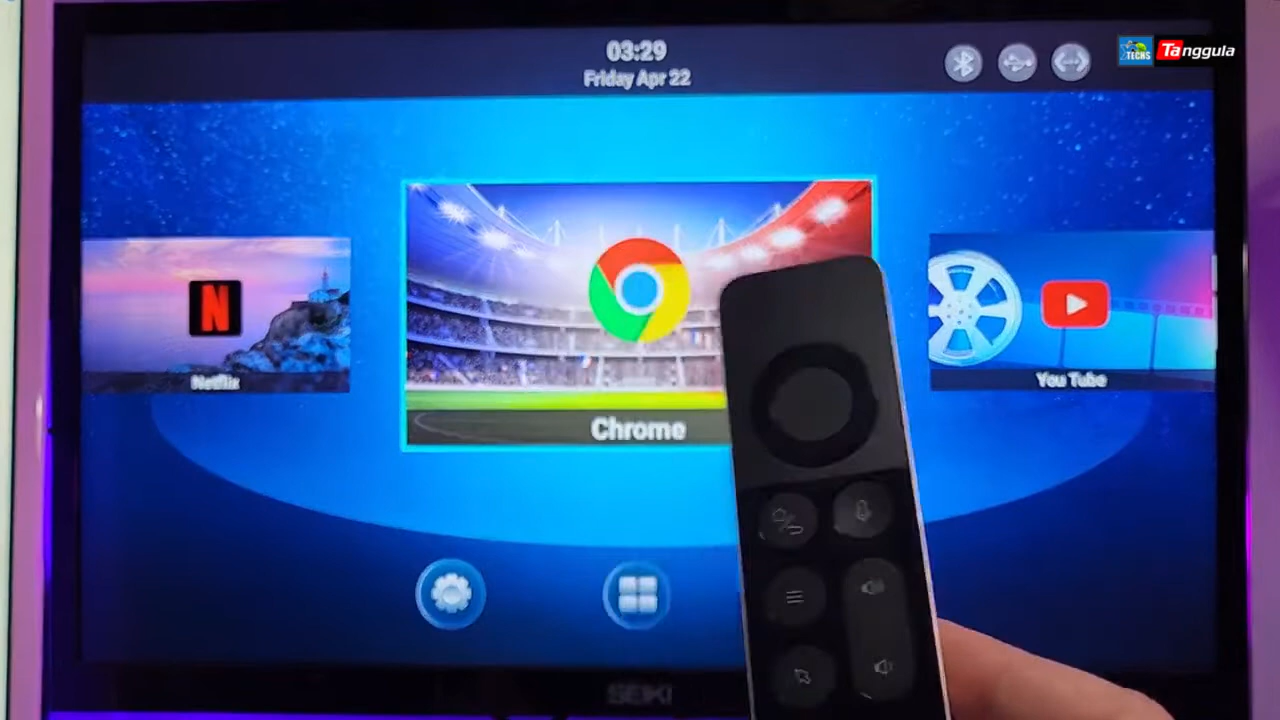 03:29
Friday Apr 22
TECHS
Tanggula
N
Netflix
Chrome
You Tube
SEIKI